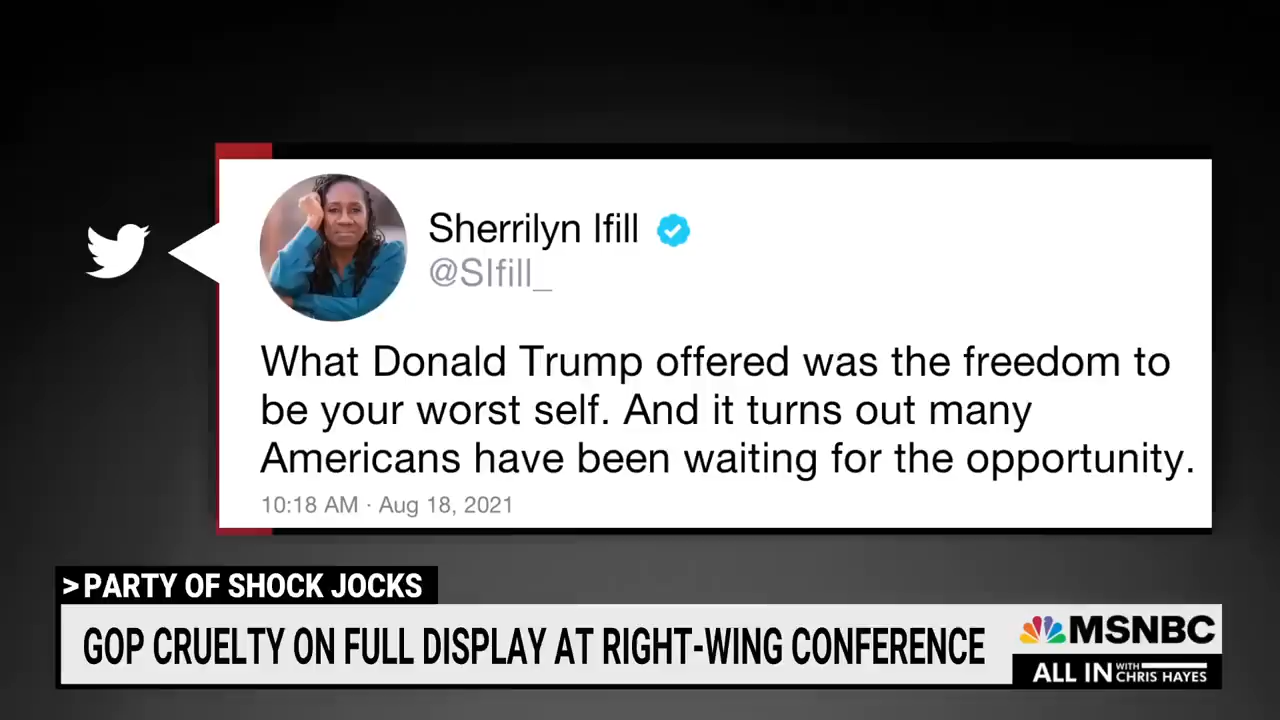 Sherrilyn Ifill
@SIfill_
What Donald Trump offered was the freedom to
be your worst self. And it turns out many
Americans have been waiting for the opportunity.
10:18 AM · Aug 18, 2021
>PARTY OF SHOCK JOCKS
GOP CRUELTY ON FULL DISPLAY AT RIGHT-WING CONFERENCE
MSNBC
ALL IN WITH CHRIS HAYES